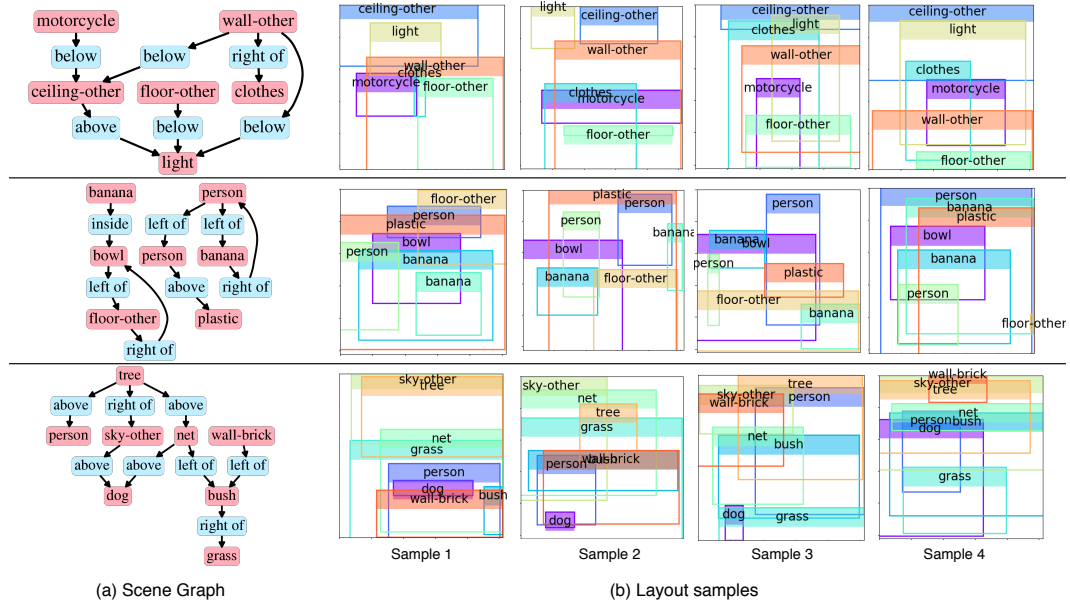 motorcycle
wall-other
below
below
right of
ceiling-other
floor-other
clothes
above
below
below
light
ceiling-other
light
wall-other
clothes
motorcycle
floor-other
light
ceiling-other
wall-other
clothes
motorcycle
floor-other
light
clothes
wall-other
motorcycle
floor-other
ceiling-other
light
clothes
motorcycle
wall-other
floor-other
banana
person
inside
left of
left of
bowl
person
banana
left of
above
right of
floor-other
plastic
right of
floor-other
person
plastic
bowl
person
banana
banana
plastic
person
person
banana
bowl
banana
floor-other
person
banana
bowl
person
plastic
floor-other
banana
person
banana
plastic
bowl
banana
person
floor-other
tree
above
right of
above
person
sky-other
net
wall-brick
above
above
left of
left of
dog
bush
right of
grass
sky-other
tree
net
grass
person
dog
wall-brick
bush
sky-other
net
tree
grass
person
bush
wall-brick
dog
tree
sky-other
person
wall-brick
net
bush
dog
grass
wall-brick
sky-other
tree
net
person
bush
dog
grass
Sample 1
Sample 2
Sample 3
Sample 4
(a) Scene Graph
(b) Layout samples